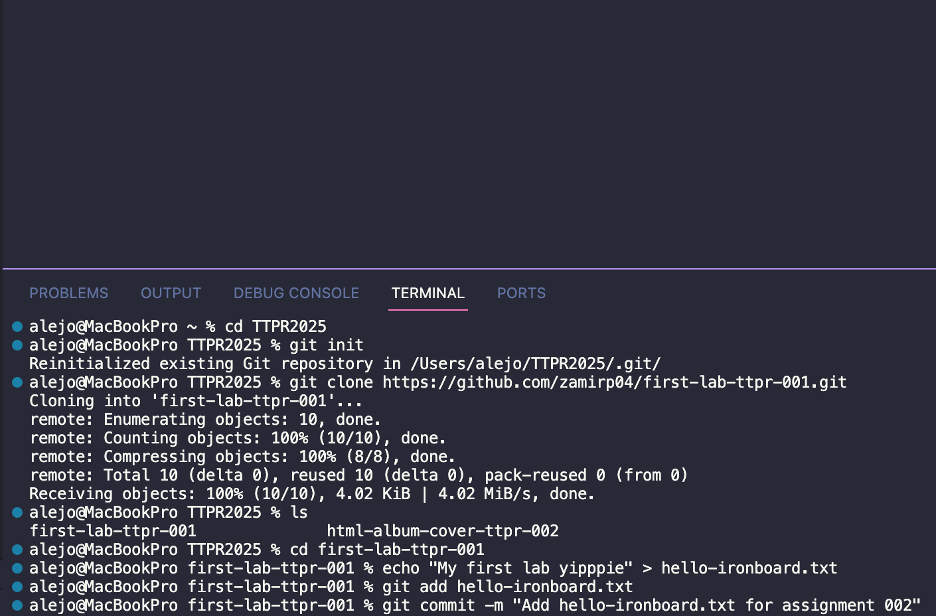 PROBLEMS OUTPUT DEBUG CONSOLE TERMINAL PORTS
alejo@MacBookPro ~ % cd TTPR2025
alejo@MacBookPro TTPR2025 % git init
Reinitialized existing Git repository in /Users/alejo/TTPR2025/.git/
alejo@MacBookPro TTPR2025 % git clone https://github.com/zamirp04/first-lab-ttpr-001.git
Cloning into 'first-lab-ttpr-001'...
remote: Enumerating objects: 10, done.
remote: Counting objects: 100% (10/10), done.
remote: Compressing objects: 100% (8/8), done.
remote: Total 10 (delta 0), reused 10 (delta 0), pack-reused 0 (from 0)
Receiving objects: 100% (10/10), 4.02 KiB | 4.02 MiB/s, done.
alejo@MacBookPro TTPR2025 % ls
first-lab-ttpr-001 html-album-cover-ttpr-002
alejo@MacBookPro TTPR2025 % cd first-lab-ttpr-001
alejo@MacBookPro first-lab-ttpr-001 % echo "My first lab yipppie" > hello-ironboard.txt
alejo@MacBookPro first-lab-ttpr-001 % git add hello-ironboard.txt
alejo@MacBookPro first-lab-ttpr-001 % git commit -m "Add hello-ironboard.txt for assignment 002"